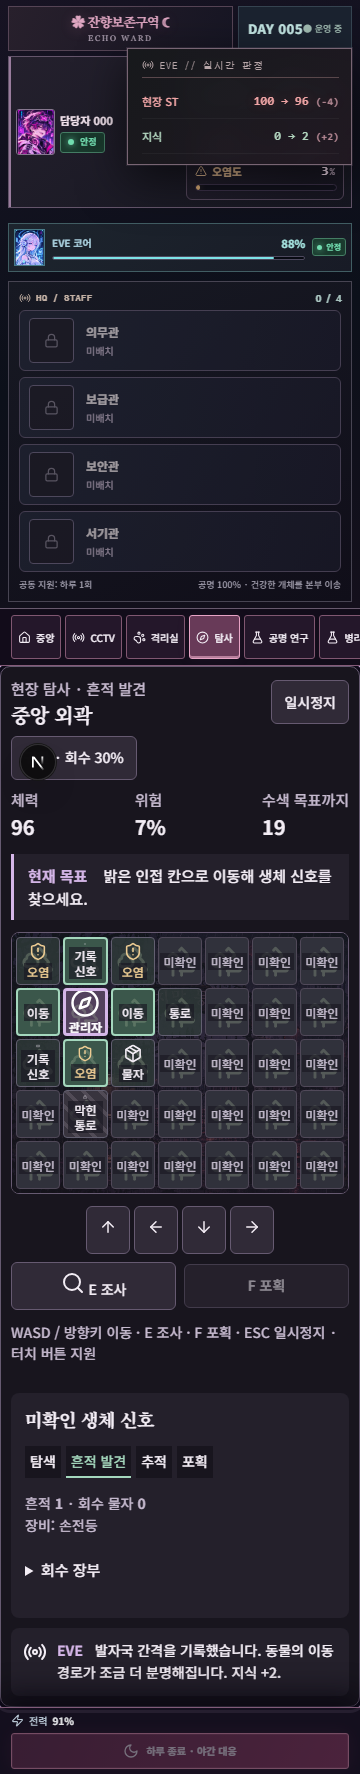 잔향보존구역
ECHO WARD
DAY 005 운영 중
EVE // 실시간 판정
현장 ST 100 → 96 (-4)
지식 0 → 2 (+2)
담당자 000
안정
오염도 3%
EVE 코어 88% 안정
HQ / STAFF 0 / 4
의무관
미배치
보급관
미배치
보안관
미배치
서기관
미배치
공동 지원: 하루 1회 공명 100% · 건강한 개체를 본부 이송
중앙 CCTV 격리실 탐사 공명 연구 병리
현장 탐사 · 흔적 발견
중앙 외곽
일시정지
N · 회수 30%
체력 위험 수색 목표까지
96 7% 19
현재 목표 밝은 인접 칸으로 이동해 생체 신호를
찾으세요.
오염 기록 신호 오염 미확인 미확인 미확인 미확인
이동 관리자 이동 통로 미확인 미확인 미확인
기록 신호 오염 물자 미확인 미확인 미확인 미확인
미확인 막힌 통로 미확인 미확인 미확인 미확인 미확인
미확인 미확인 미확인 미확인 미확인 미확인 미확인
↑ ← ↓ →
E 조사 F 포획
WASD / 방향키 이동 · E 조사 · F 포획 · ESC 일시정지 ·
터치 버튼 지원
미확인 생체 신호
탐색 흔적 발견 추적 포획
흔적 1 · 회수 물자 0
장비: 손전등
▶ 회수 장부
EVE 발자국 간격을 기록했습니다. 동물의 이동
경로가 조금 더 분명해집니다. 지식 +2.
전력 91%
하루 종료 · 야간 대응